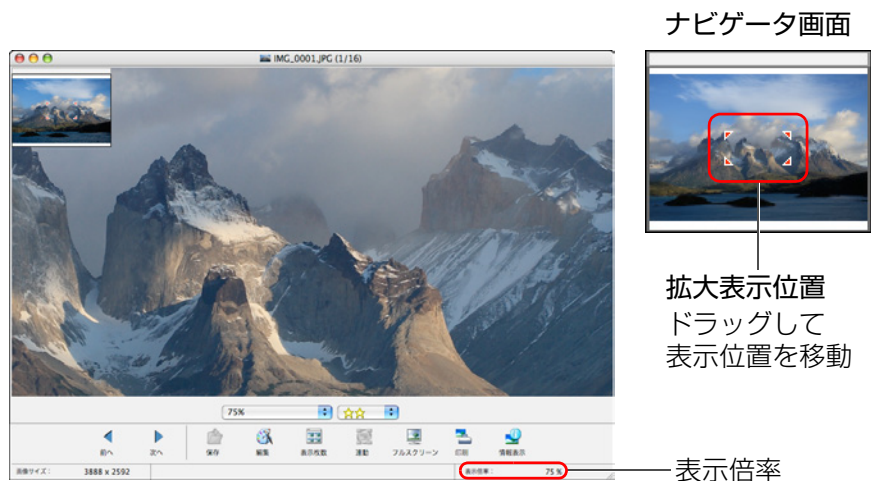 ナビゲータ画面
IMG_0001.JPG (1/16)
拡大表示位置
ドラッグして
表示位置を移動
75%
前へ
次へ
保存
編集
表示枚数
連動
フルスクリーン
印刷
情報表示
画像サイズ：
3888 x 2592
表示倍率：
75 %
表示倍率